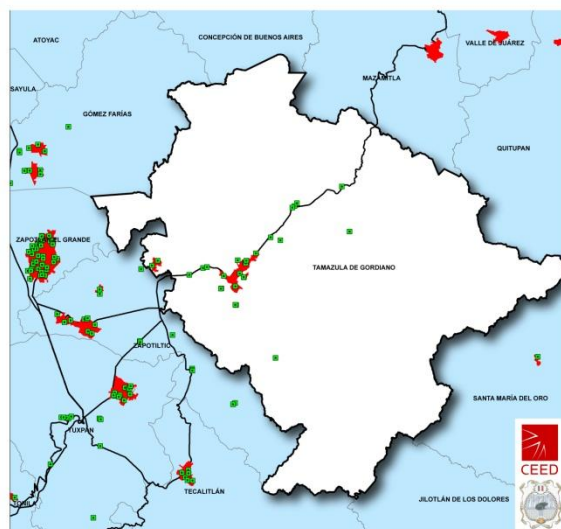 ATOYAC
CONCEPCIÓN DE BUENOS AIRES
VALLE DE JUÁREZ
MAZAMITLA
SAYULA
GÓMEZ FARÍAS
QUITUPAN
ZAPOTLÁN EL GRANDE
TAMAZULA DE GORDIANO
ZAPOTILTIC
SANTA MARÍA DEL ORO
TUXPAN
CEED
TECALITLÁN
TONILA
JILOTLÁN DE LOS DOLORES